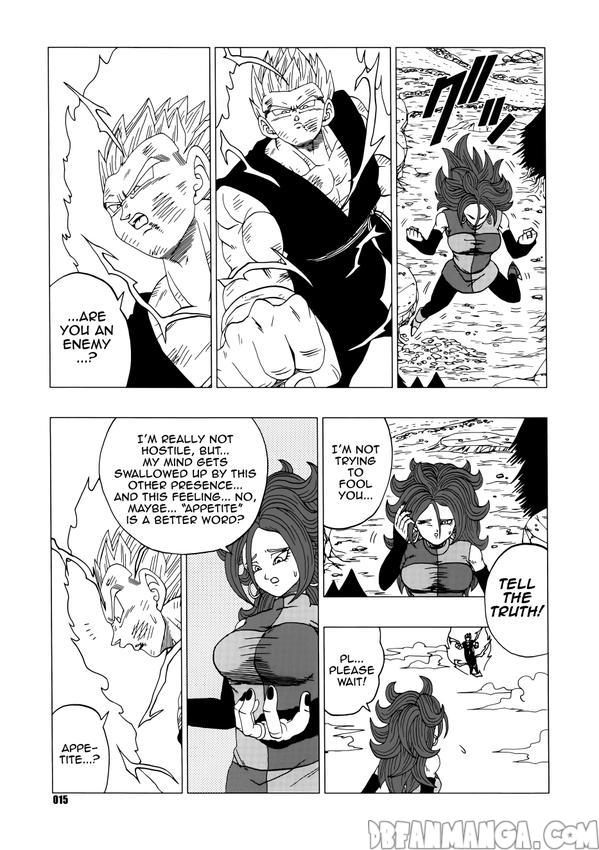 グッ
...ARE
YOU AN
ENEMY
...?
I'M NOT
TRYING
TO
FOOL
YOU...
TELL
THE
TRUTH!
PL...
PLEASE
WAIT!
I'M REALLY NOT
HOSTILE, BUT...
MY MIND GETS
SWALLOWED UP BY THIS
OTHER PRESENCE...
AND THIS FEELING... NO,
MAYBE... "APPETITE"
IS A BETTER WORD?
APPE-
TITE...?
015
DBFANMANGA.COM